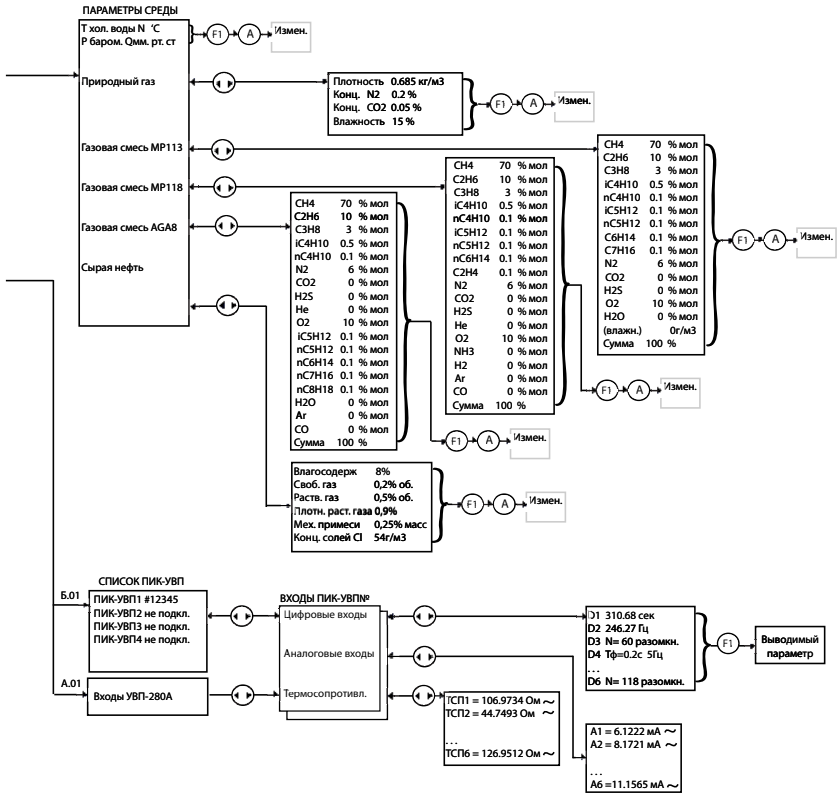 ПАРАМЕТРЫ СРЕДЫ
Т хол. воды N °С
Р баром. Qмм. рт. ст
F1
А
Измен.
Природный газ
Плотность 0.685 кг/м3
Конц. N2 0.2 %
Конц. СО2 0.05 %
Влажность 15 %
F1
А
Измен.
Газовая смесь МР113
Газовая смесь МР118
Газовая смесь AGA8
Сырая нефть
CH4 70 % мол
C2H6 10 % мол
C3H8 3 % мол
iC4H10 0.5 % мол
nC4H10 0.1 % мол
iC5H12 0.1 % мол
nC5H12 0.1 % мол
C6H14 0.1 % мол
C7H16 0.1 % мол
N2 6 % мол
CO2 0 % мол
H2S 0 % мол
O2 10 % мол
H2O 0 % мол
(влажн.) 0г/м3
Сумма 100 %
F1
А
Измен.
CH4 70 % мол
C2H6 10 % мол
C3H8 3 % мол
iC4H10 0.5 % мол
nC4H10 0.1 % мол
iC5H12 0.1 % мол
nC5H12 0.1 % мол
nC6H14 0.1 % мол
C2H4 0.1 % мол
N2 6 % мол
CO2 0 % мол
H2S 0 % мол
He 0 % мол
O2 10 % мол
NH3 0 % мол
H2 0 % мол
Ar 0 % мол
CO 0 % мол
Сумма 100 %
F1
А
Измен.
CH4 70 % мол
C2H6 10 % мол
C3H8 3 % мол
iC4H10 0.5 % мол
nC4H10 0.1 % мол
N2 6 % мол
CO2 0 % мол
H2S 0 % мол
He 0 % мол
O2 10 % мол
iC5H12 0.1 % мол
nC5H12 0.1 % мол
nC6H14 0.1 % мол
nC7H16 0.1 % мол
nC8H18 0.1 % мол
H2O 0 % мол
Ar 0 % мол
CO 0 % мол
Сумма 100 %
F1
А
Измен.
Влагосодерж 8%
Своб. газ 0,2% об.
Раств. газ 0,5% об.
Плотн. раст. газа 0,9%
Мех. примеси 0,25% масс
Конц. солей Cl 54г/м3
F1
А
Измен.
СПИСОК ПИК-УВП
Б.01
ПИК-УВП1 #12345
ПИК-УВП2 не подкл.
ПИК-УВП3 не подкл.
ПИК-УВП4 не подкл.
А.01
Входы УВП-280А
ВХОДЫ ПИК-УВП№
Цифровые входы
Аналоговые входы
Термосопротивл.
D1 310.68 сек
D2 246.27 Гц
D3 N= 60 разомкн.
D4 Тф=0.2с 5Гц
...
D6 N= 118 разомкн.
F1
Выводимый
параметр
ТСП1 = 106.9734 Ом ~
ТСП2 = 44.7493 Ом ~
...
ТСП6 = 126.9512 Ом ~
А1 = 6.1222 мА ~
А2 = 8.1721 мА ~
...
А6 =11.1565 мА ~